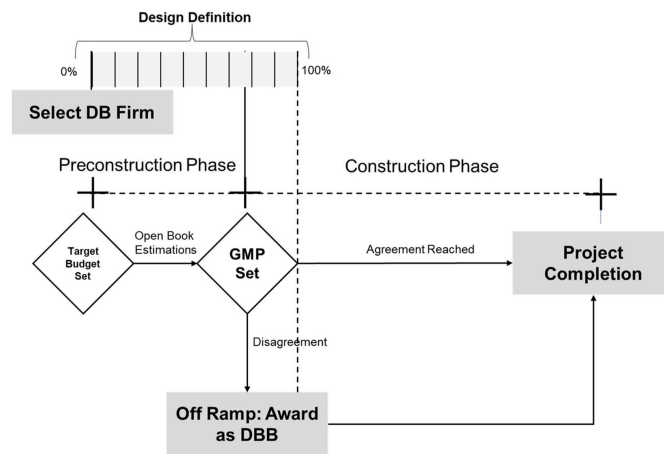 Design Definition
0%
100%
Select DB Firm
Preconstruction Phase
Construction Phase
Target
Budget
Set
Open Book
Estimations
GMP
Set
Agreement Reached
Project
Completion
Disagreement
Off Ramp: Award
as DBB